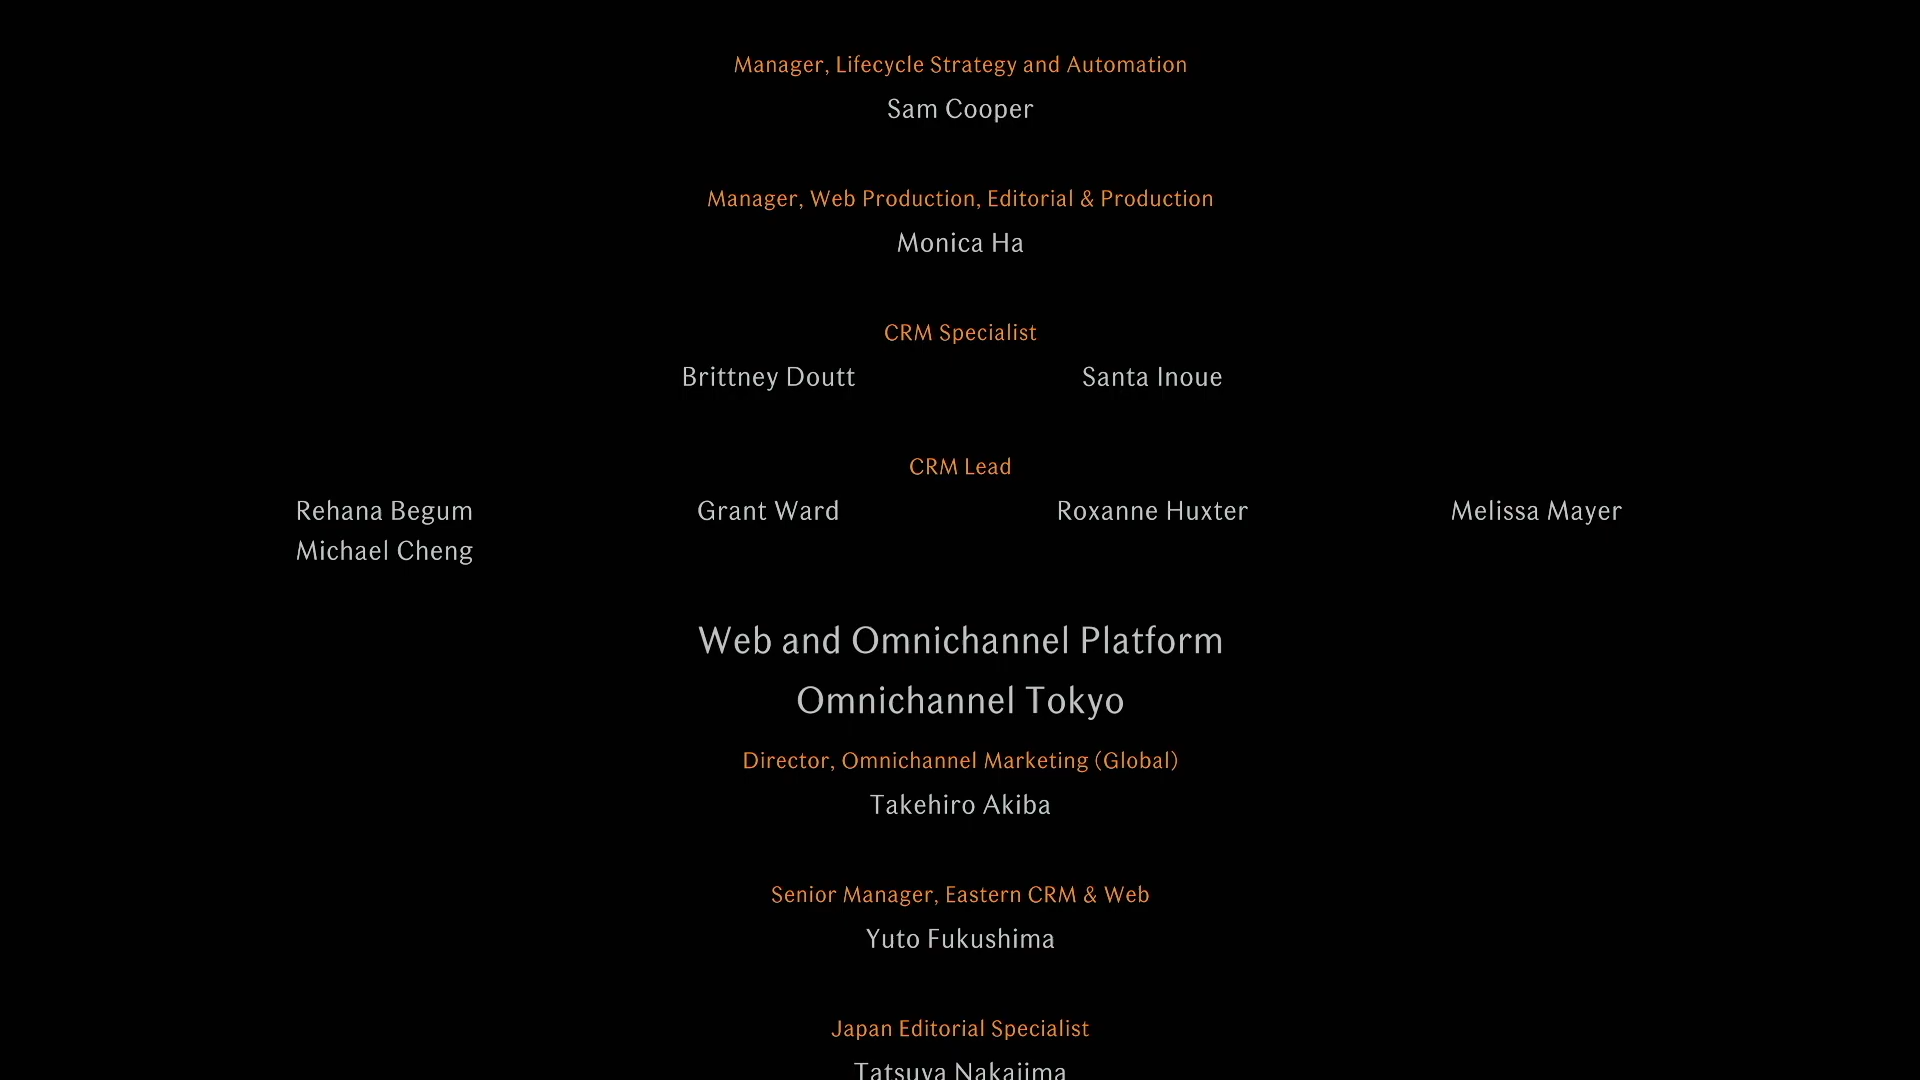 Manager, Lifecycle Strategy and Automation
Sam Cooper
Manager, Web Production, Editorial & Production
Monica Ha
CRM Specialist
Brittney Doutt Santa Inoue
CRM Lead
Rehana Begum Grant Ward Roxanne Huxter Melissa Mayer
Michael Cheng
Web and Omnichannel Platform
Omnichannel Tokyo
Director, Omnichannel Marketing (Global)
Takehiro Akiba
Senior Manager, Eastern CRM & Web
Yuto Fukushima
Japan Editorial Specialist
Tatsuya Nakajima